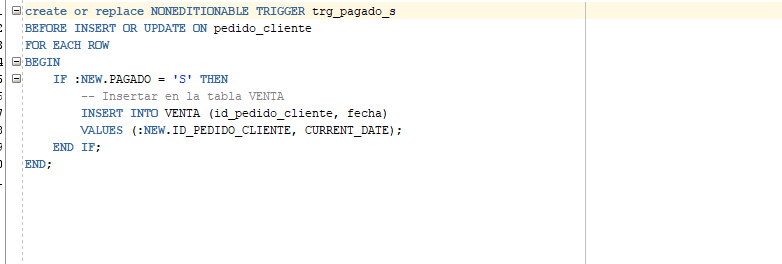 create or replace NONEDITIONABLE TRIGGER trg_pagado_s
BEFORE INSERT OR UPDATE ON pedido_cliente
FOR EACH ROW
BEGIN
IF :NEW.PAGADO = 'S' THEN
-- Insertar en la tabla VENTA
INSERT INTO VENTA (id_pedido_cliente, fecha)
VALUES (:NEW.ID_PEDIDO_CLIENTE, CURRENT_DATE);
END IF;
END;